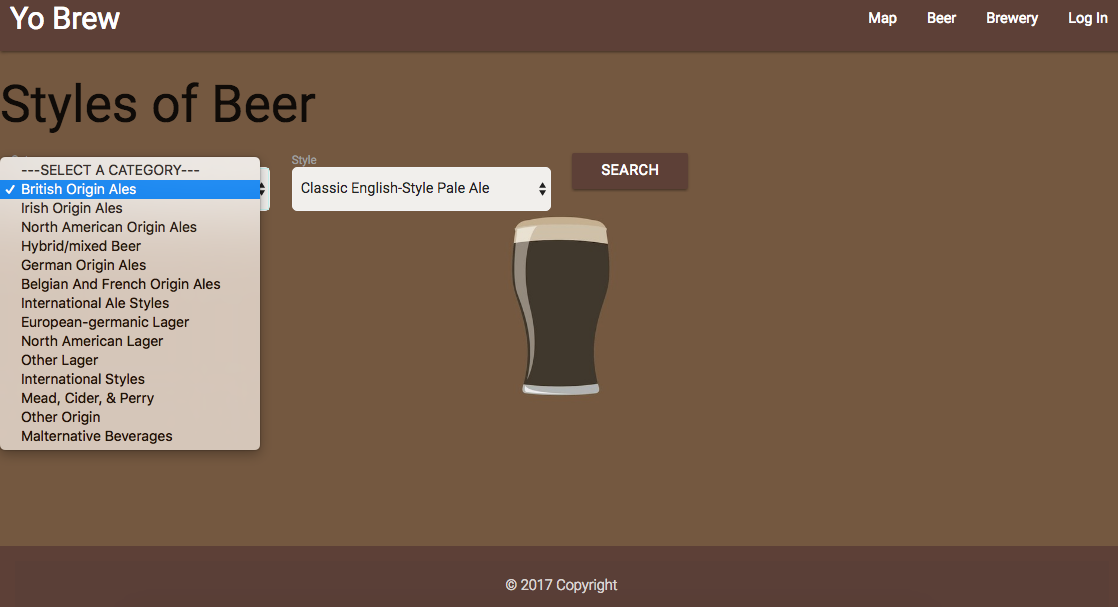 Yo Brew
Map Beer Brewery Log In
Styles of Beer
Style
---SELECT A CATEGORY---
✓ British Origin Ales
Irish Origin Ales
North American Origin Ales
Hybrid/mixed Beer
German Origin Ales
Belgian And French Origin Ales
International Ale Styles
European-germanic Lager
North American Lager
Other Lager
International Styles
Mead, Cider, & Perry
Other Origin
Malternative Beverages
Classic English-Style Pale Ale
SEARCH
© 2017 Copyright